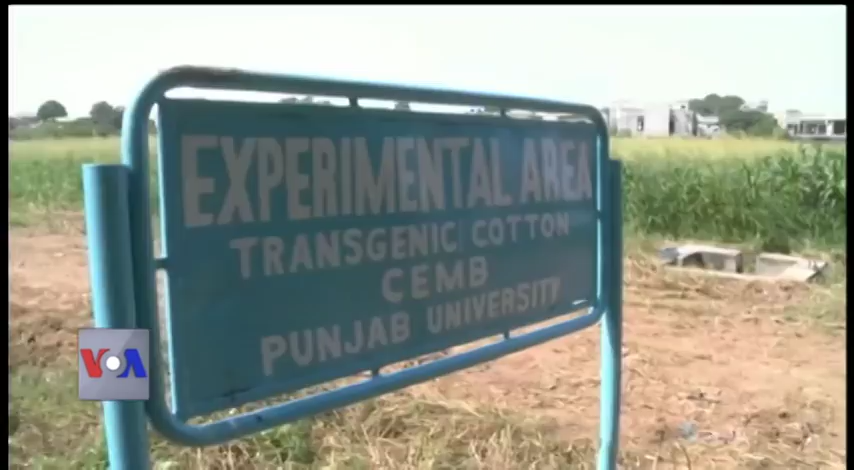 EXPERIMENTAL AREA
TRANSGENIC COTTON
CEMB
PUNJAB UNIVERSITY
VOA